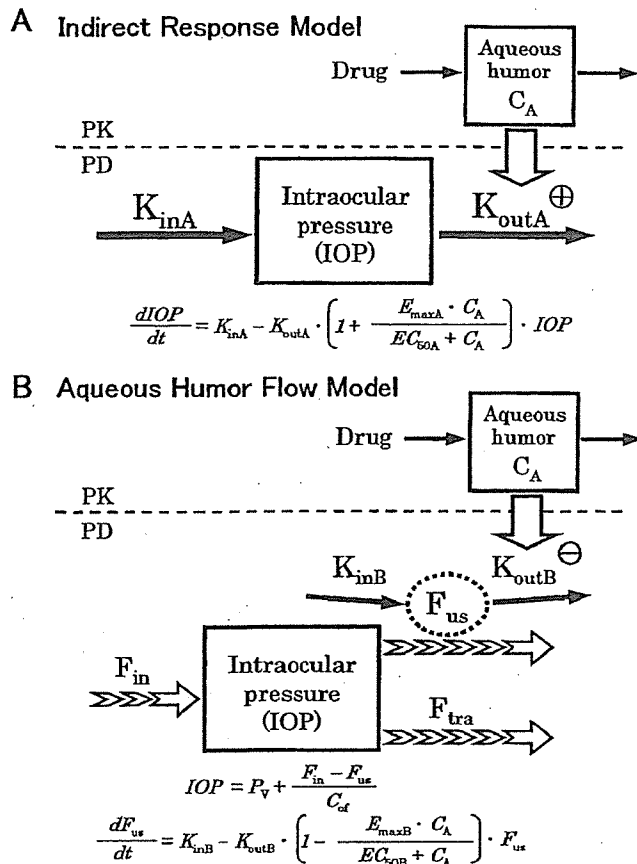 A Indirect Response Model
Drug
Aqueous
humor
C_A
PK
PD
K_inA
Intraocular
pressure
(IOP)
K_outA ⊕
dIOP/dt = K_inA − K_outA · (1 + E_maxA · C_A / EC_50A + C_A) · IOP
B Aqueous Humor Flow Model
Drug
Aqueous
humor
C_A
PK
PD
K_inB
K_outB ⊖
F_us
F_in
Intraocular
pressure
(IOP)
F_tra
IOP = P_V + F_in − F_us / C_of
dF_us/dt = K_inB − K_outB · (1 − E_maxB · C_A / EC_50B + C_A) · F_us